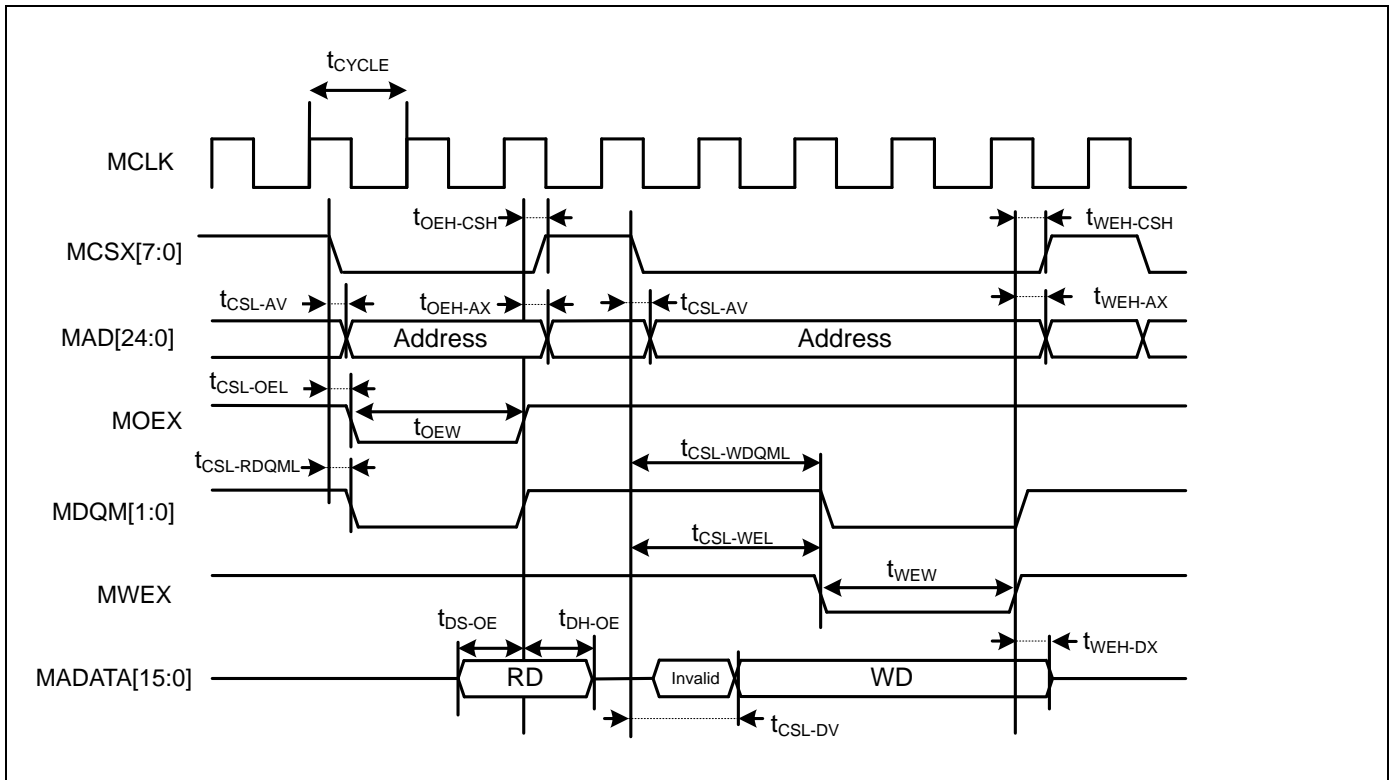 tCYCLE
MCLK
tOEH-CSH
tWEH-CSH
MCSX[7:0]
tCSL-AV
tOEH-AX
tCSL-AV
tWEH-AX
MAD[24:0]
Address
Address
tCSL-OEL
MOEX
tOEW
tCSL-WDQML
tCSL-RDQML
MDQM[1:0]
tCSL-WEL
tWEW
MWEX
tDS-OE
tDH-OE
tWEH-DX
MADATA[15:0]
RD
Invalid
WD
tCSL-DV